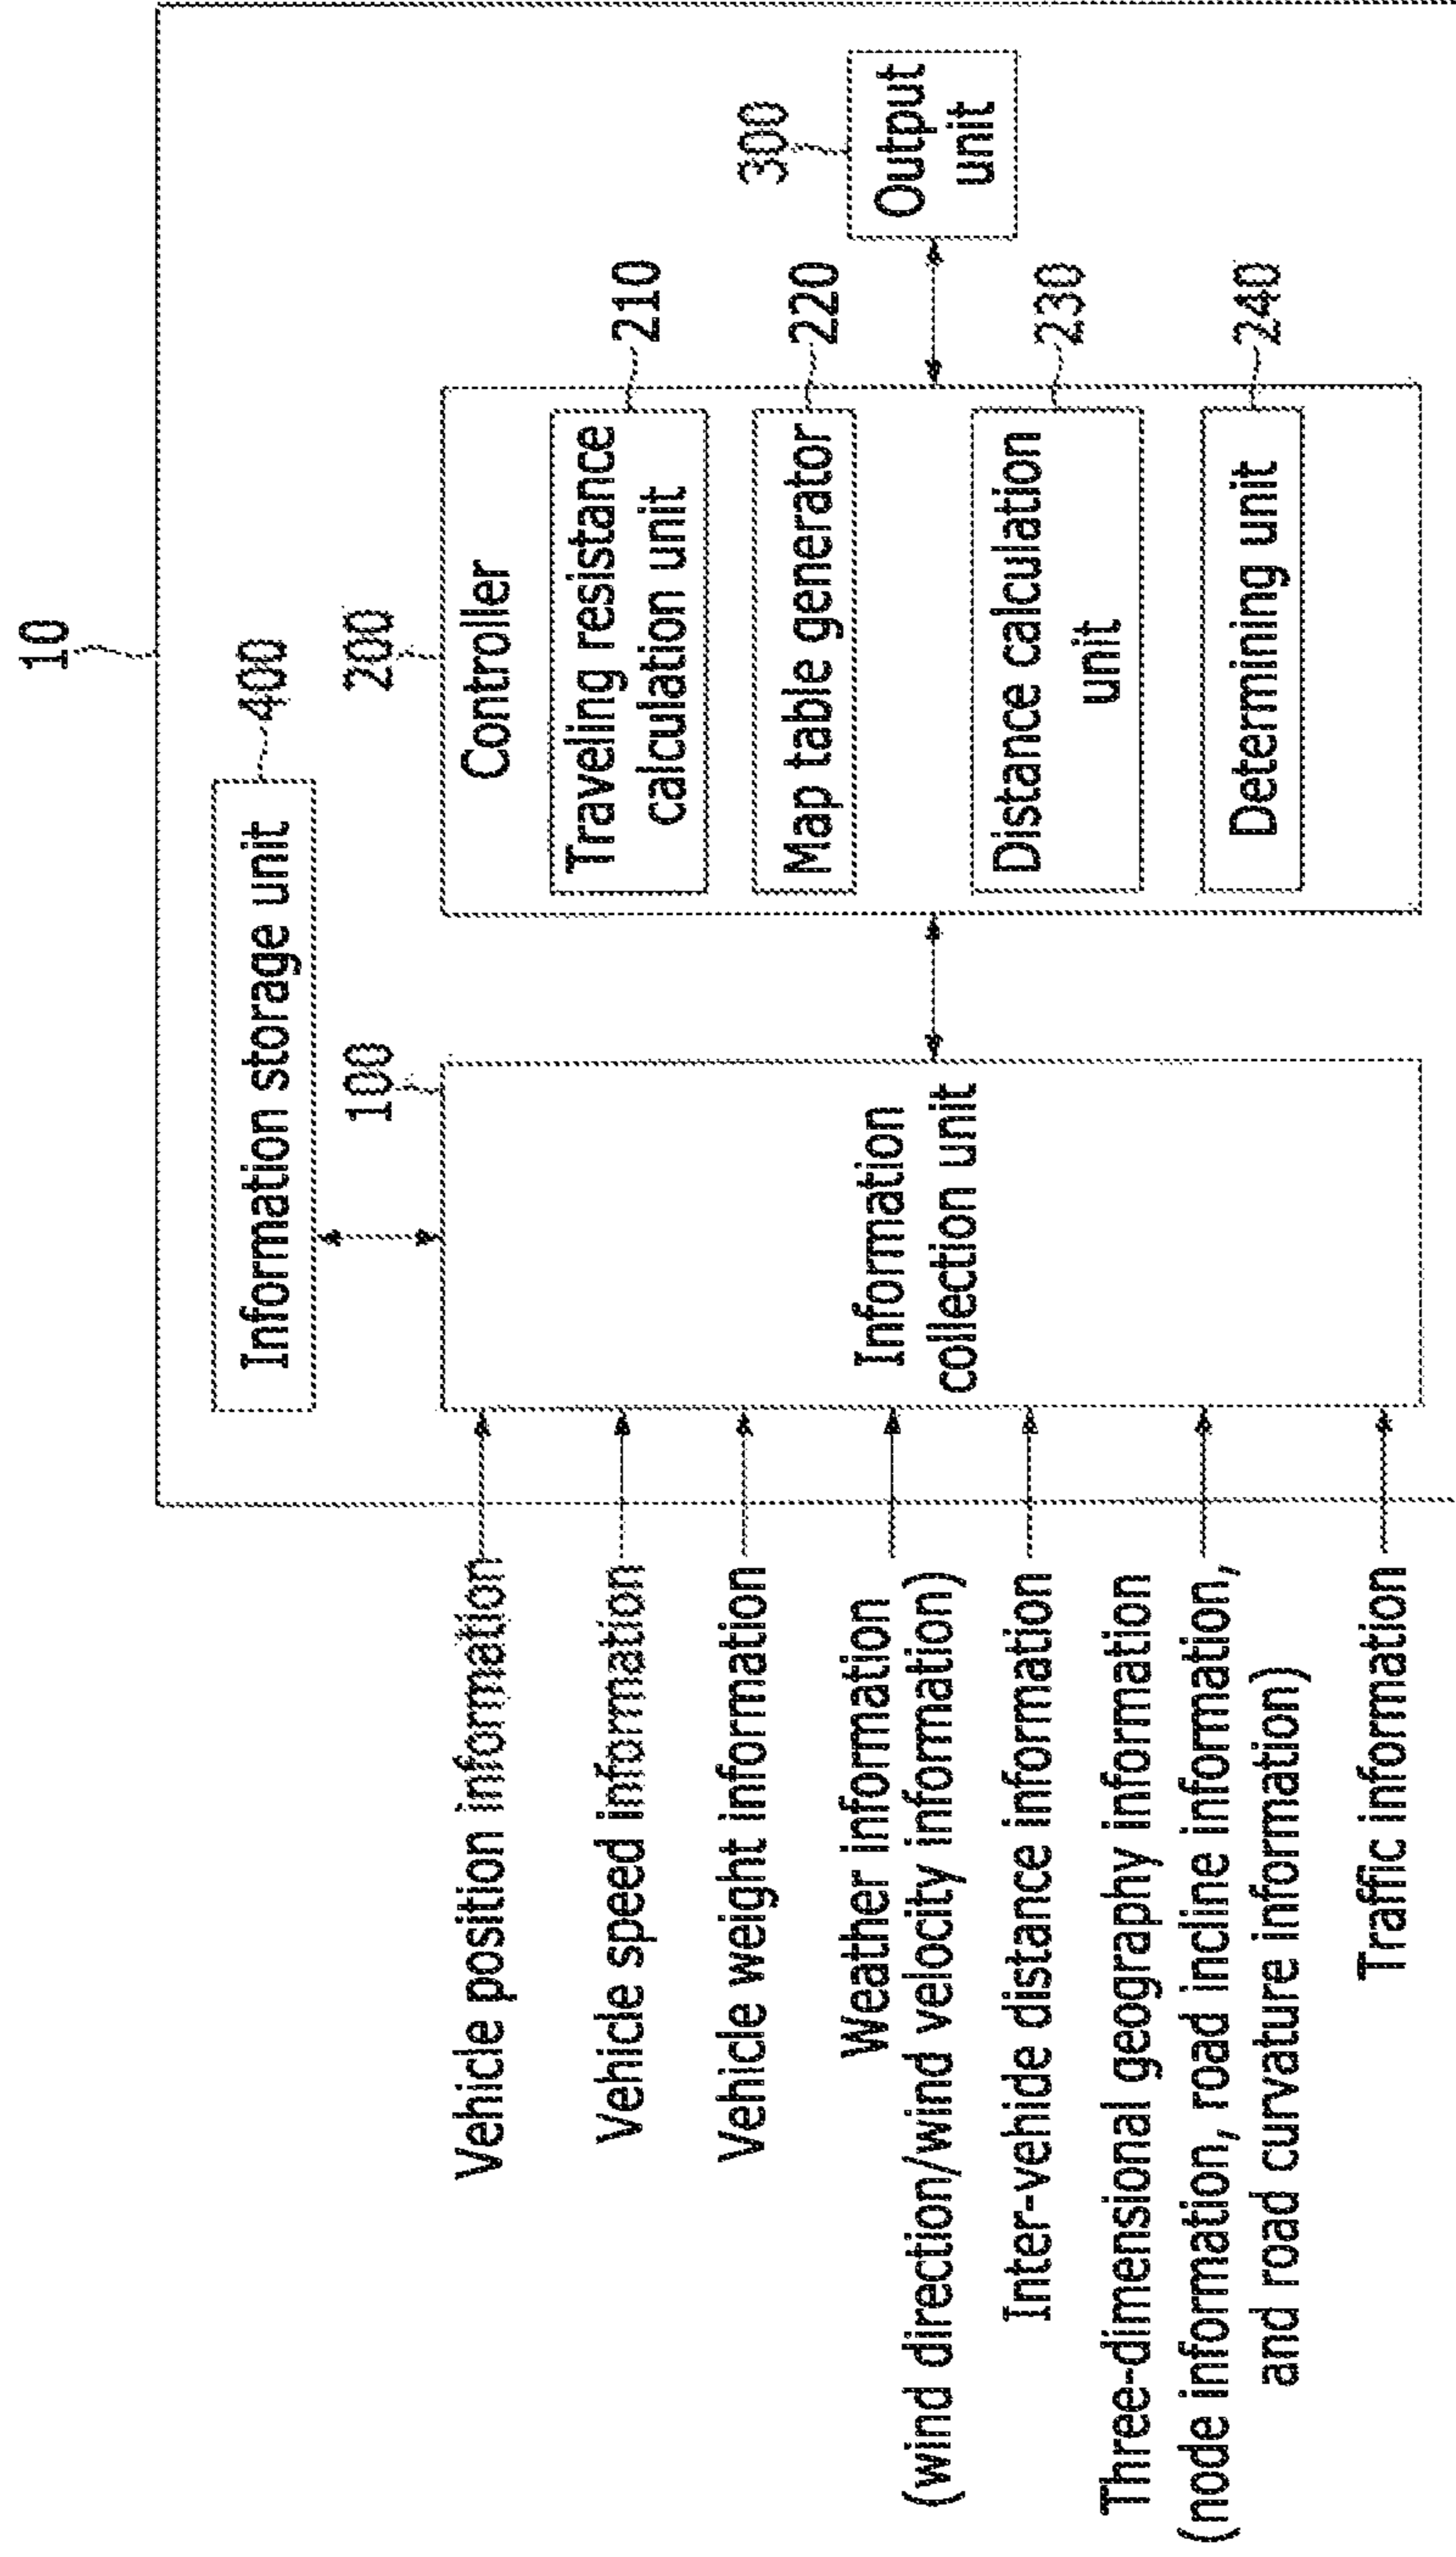 10
Information storage unit
400
100
200
Vehicle position information
Vehicle speed information
Vehicle weight information
Weather information
(wind direction/wind velocity information)
Inter-vehide distance information
Three-dimensional geography information
(node information, road incline information,
and road curvature information)
Traffic information
Information
collection unit
Controller
Traveling resistance
calculation unit
210
Map table generator
220
Distance calculation
unit
230
Determining unit
240
300
Output
unit